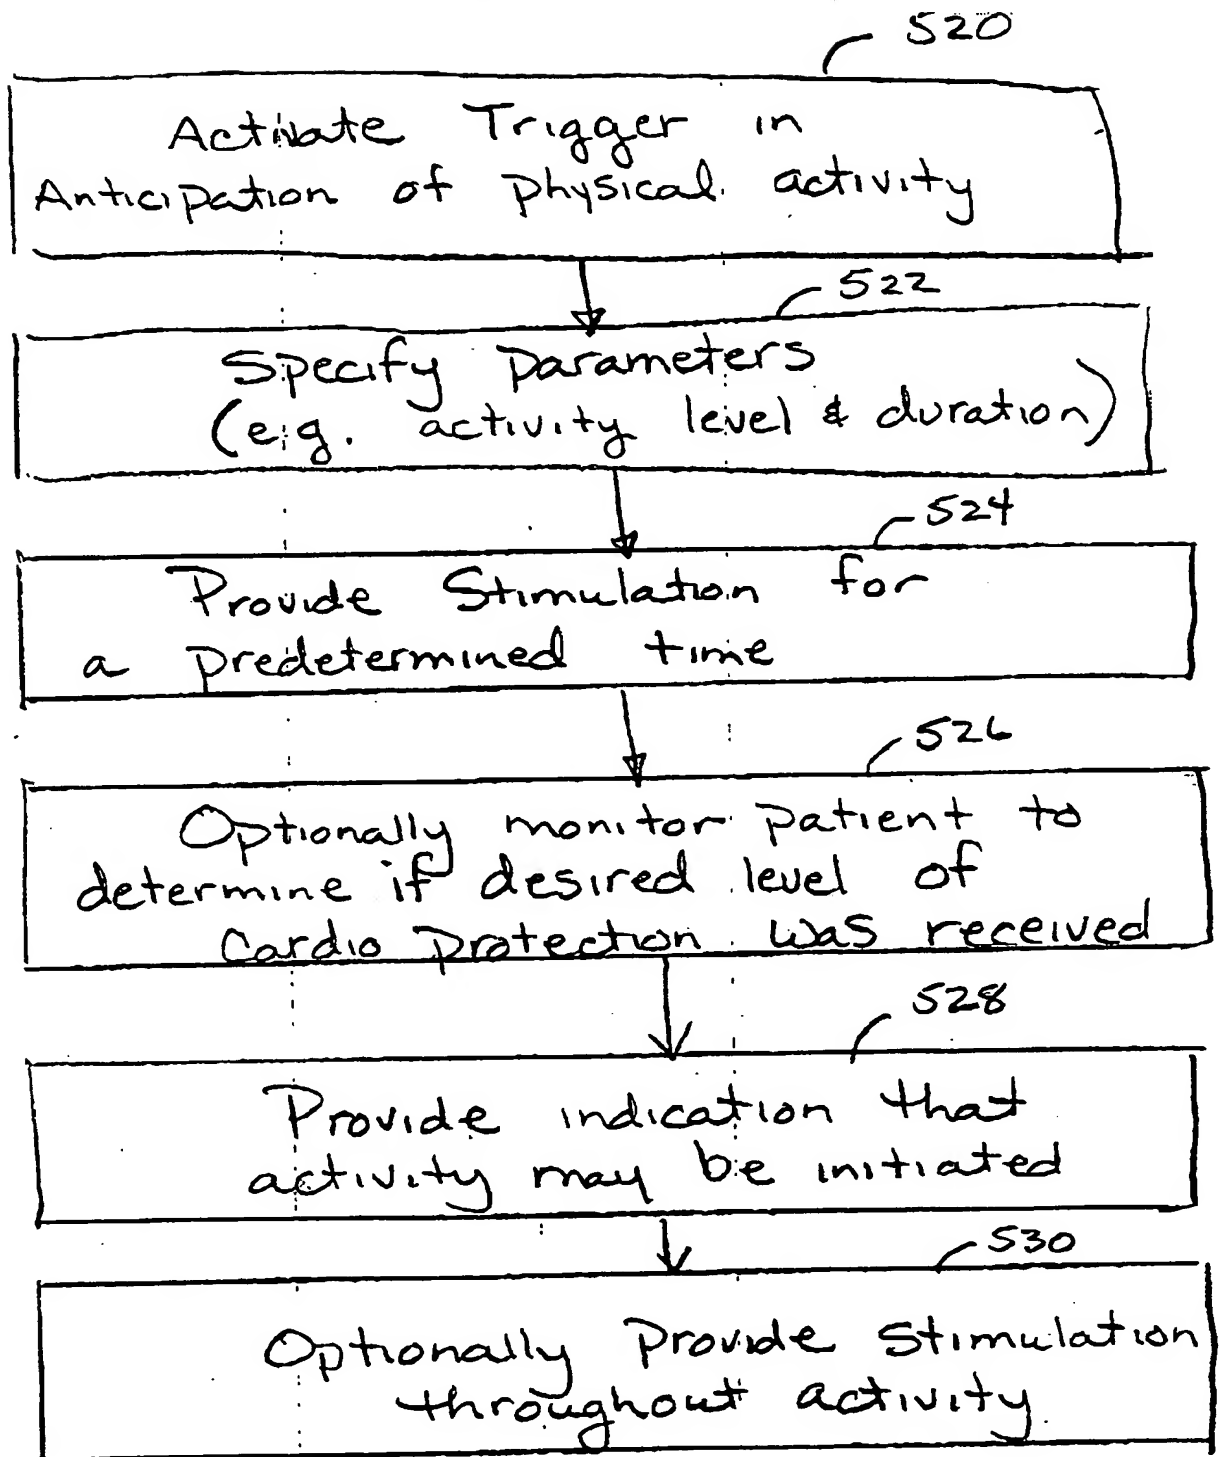 520
Activate Trigger in
Anticipation of physical activity
522
Specify parameters
(e.g. activity level & duration)
524
Provide Stimulation for
a predetermined time
526
Optionally monitor patient to
determine if desired level of
Cardio protection was received
528
Provide indication that
activity may be initiated
530
Optionally provide stimulation
throughout activity